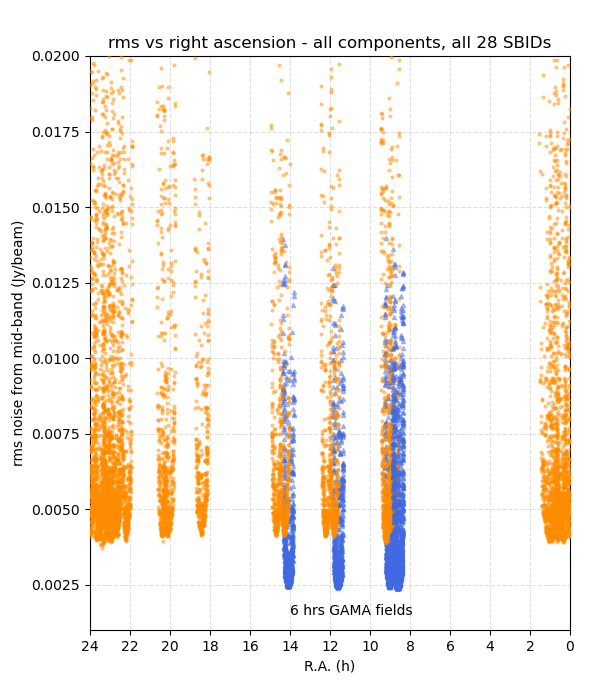 rms vs right ascension - all components, all 28 SBIDs
rms noise from mid-band (Jy/beam)
0.0200
0.0175
0.0150
0.0125
0.0100
0.0075
0.0050
0.0025
6 hrs GAMA fields
24 22 20 18 16 14 12 10 8 6 4 2 0
R.A. (h)